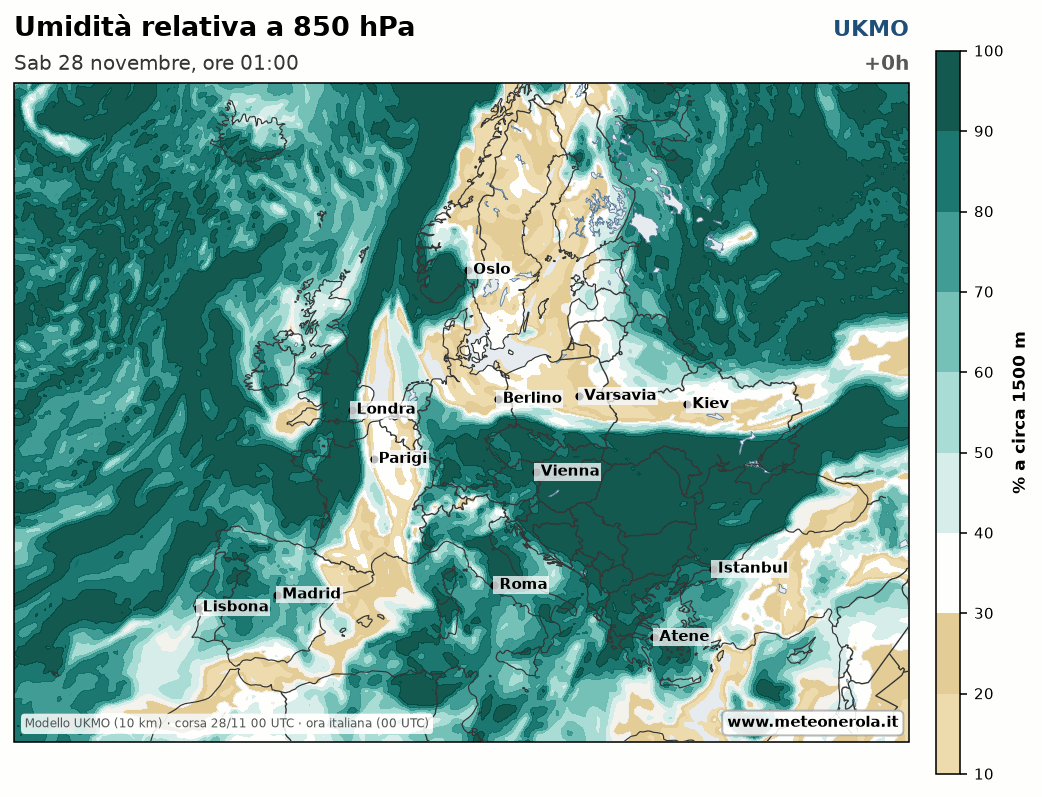 Umidità relativa a 850 hPa
UKMO
Sab 28 novembre, ore 01:00
+0h
100
90
80
70
60
50
40
30
20
10
% a circa 1500 m
Oslo
Berlino
Varsavia
Kiev
Londra
Parigi
Vienna
Istanbul
Roma
Madrid
Lisbona
Atene
Modello UKMO (10 km) · corsa 28/11 00 UTC · ora italiana (00 UTC)
www.meteonerola.it